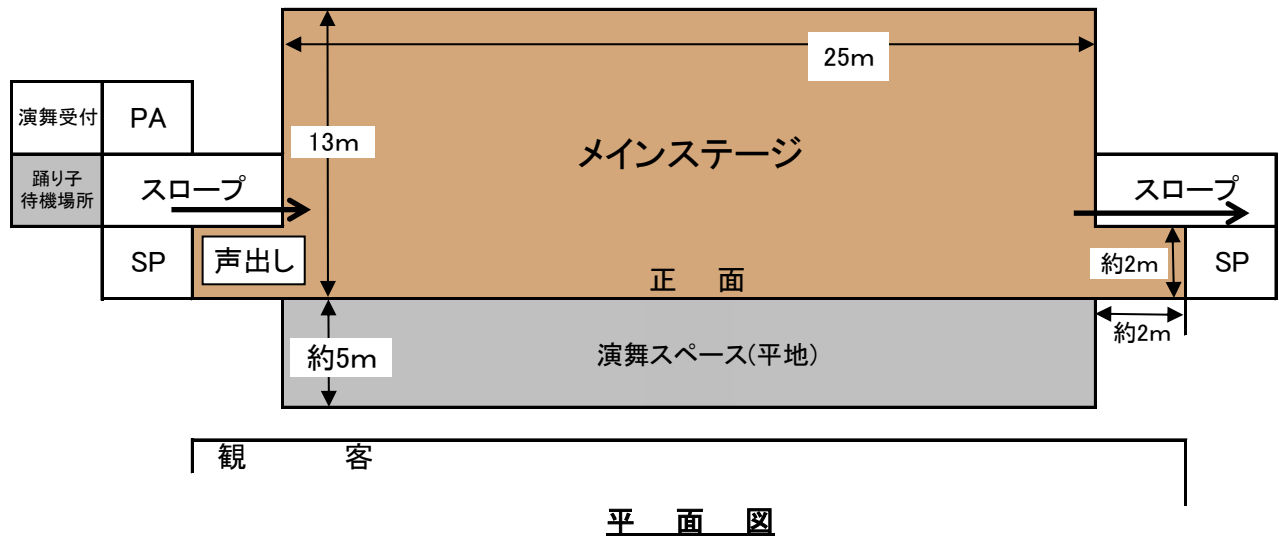 25m
演舞受付
PA
13m
メインステージ
踊り子
待機場所
スロープ
スロープ
SP
声出し
約2m
SP
正 面
約5m
演舞スペース(平地)
約2m
観 客
平 面 図